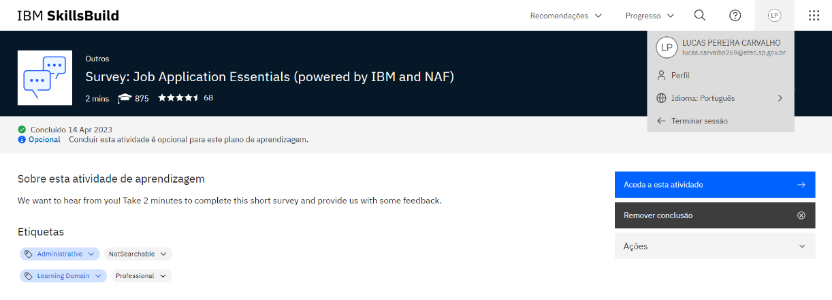 IBM SkillsBuild
Recomendações
Progresso
LP
LP
LUCAS PEREIRA CARVALHO
lucas.carvalho269@etec.sp.gov.br
Perfil
Idioma: Português
Terminar sessão
Outros
Survey: Job Application Essentials (powered by IBM and NAF)
2 mins 875 68
Concluído 14 Apr 2023
Opcional Concluir esta atividade é opcional para este plano de aprendizagem.
Sobre esta atividade de aprendizagem
We want to hear from you! Take 2 minutes to complete this short survey and provide us with some feedback.
Aceda a esta atividade
Remover conclusão
Ações
Etiquetas
Administrative NotSearchable
Learning Domain Professional